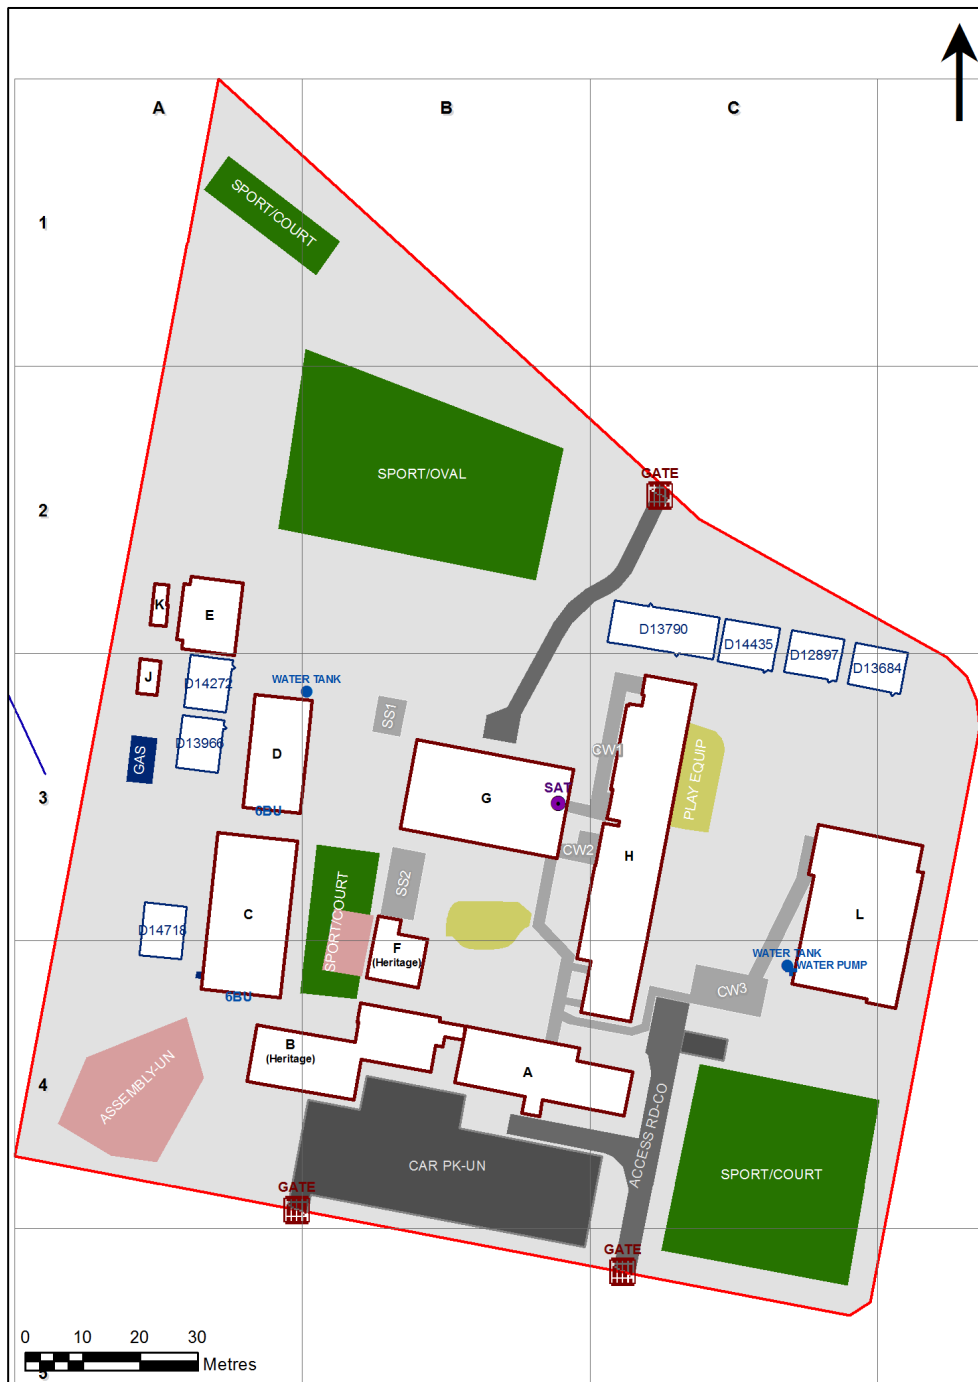 A
B
C
1
SPORT/COURT
SPORT/OVAL
GATE
2
K
E
D13790
D14435
D12897
D13684
J
D14272
WATER TANK
SS1
D13966
GAS
D
CW1
PLAY EQUIP
SAT
3
G
6BU
CW2
H
SS2
SPORT/COURT
C
L
D14718
F
(Heritage)
WATER TANK
WATER PUMP
CW3
6BU
B
(Heritage)
A
4
ASSEMBLY-UN
ACCESS RD-CO
CAR PK-UN
SPORT/COURT
GATE
GATE
0 10 20 30
Metres
5